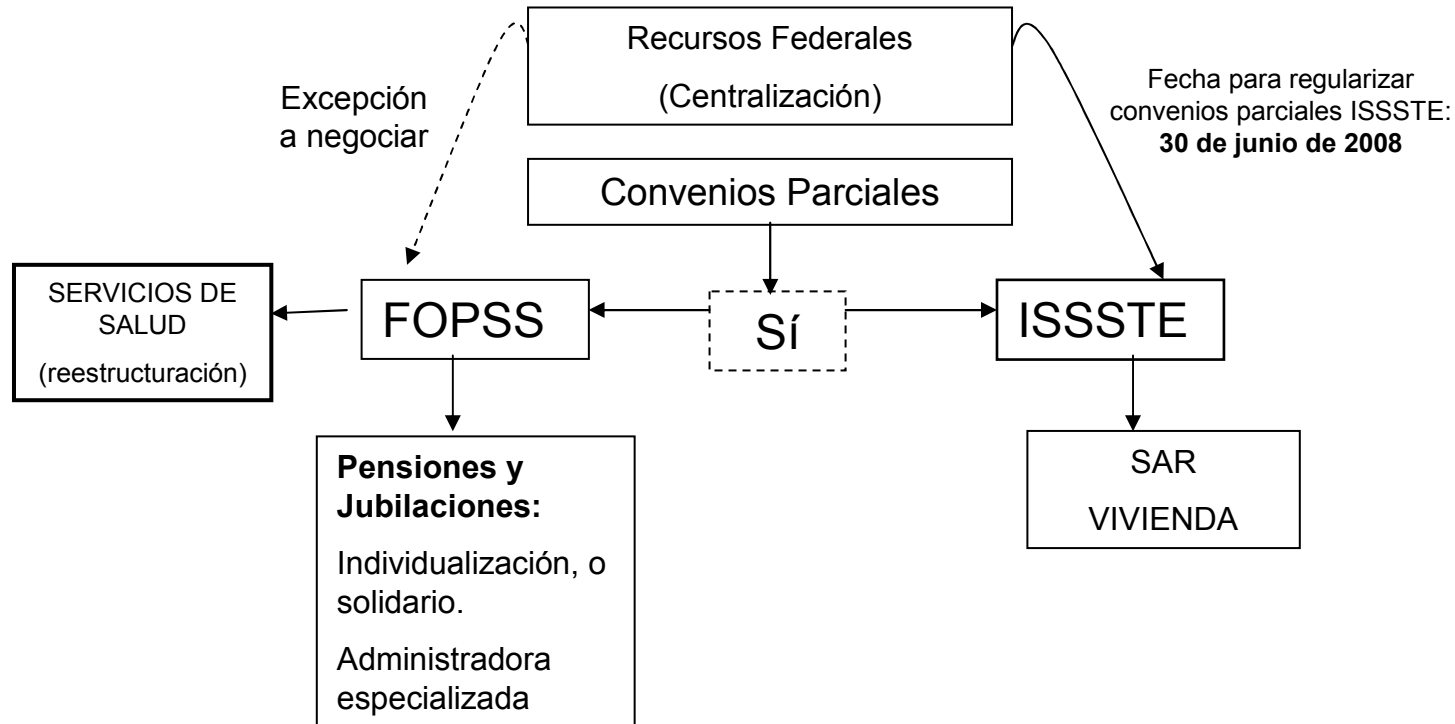 Recursos Federales
(Centralización)
Excepción
a negociar
Fecha para regularizar
convenios parciales ISSSTE:
30 de junio de 2008
Convenios Parciales
SERVICIOS DE
SALUD
(reestructuración)
FOPSS
SÍ
ISSSTE
Pensiones y
Jubilaciones:
Individualización, o
solidario.
Administradora
especializada
SAR
VIVIENDA